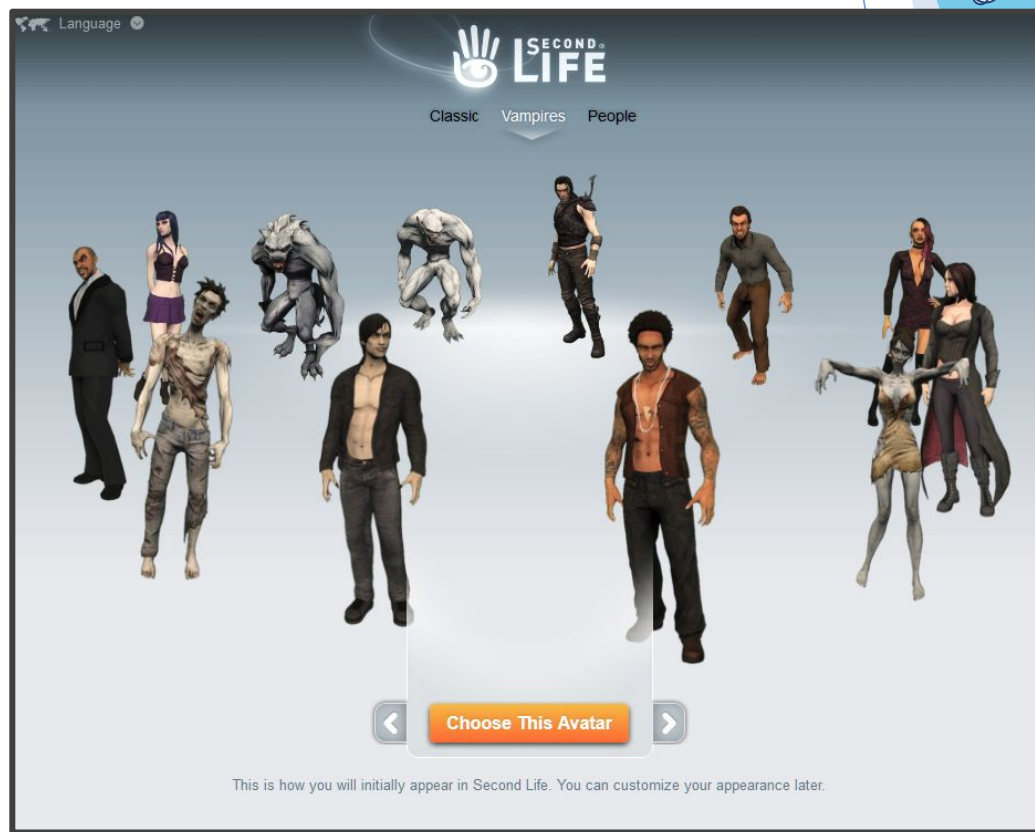 Language
SECOND®
LIFE
Classic Vampires People
Choose This Avatar
This is how you will initially appear in Second Life. You can customize your appearance later.